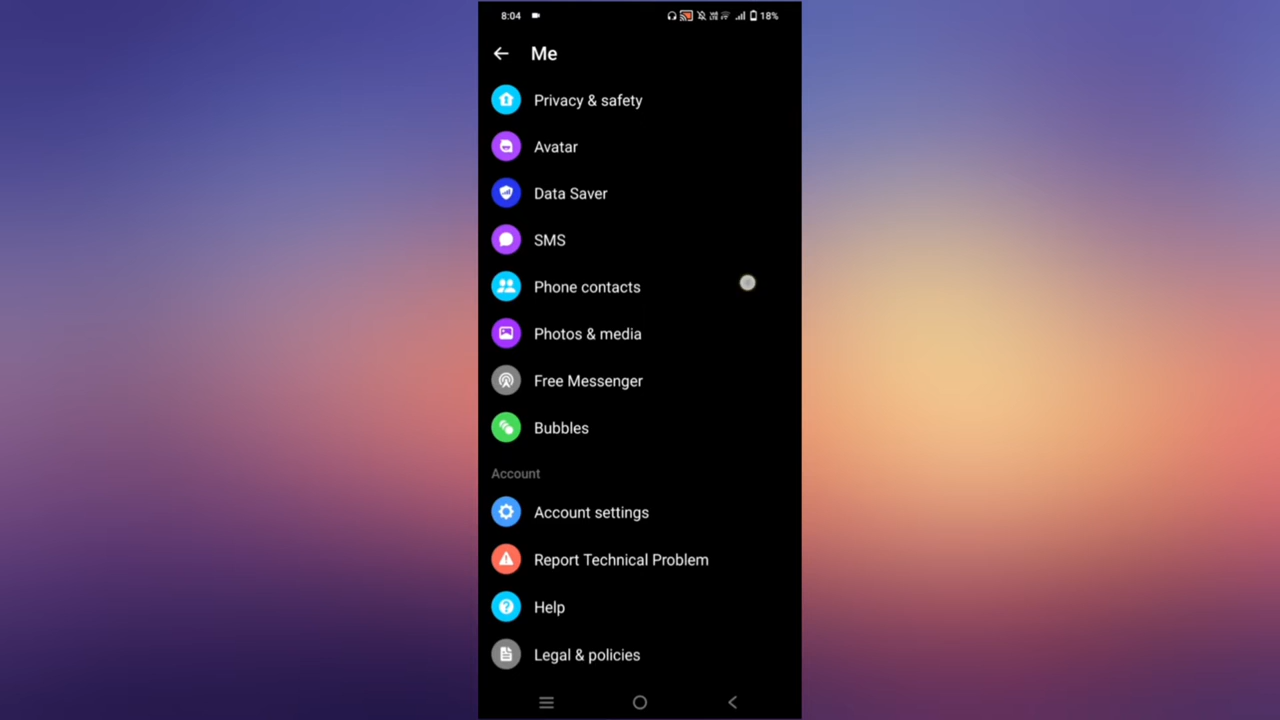 8:04 18%
Me
Privacy & safety
Avatar
Data Saver
SMS
Phone contacts
Photos & media
Free Messenger
Bubbles
Account
Account settings
Report Technical Problem
Help
Legal & policies